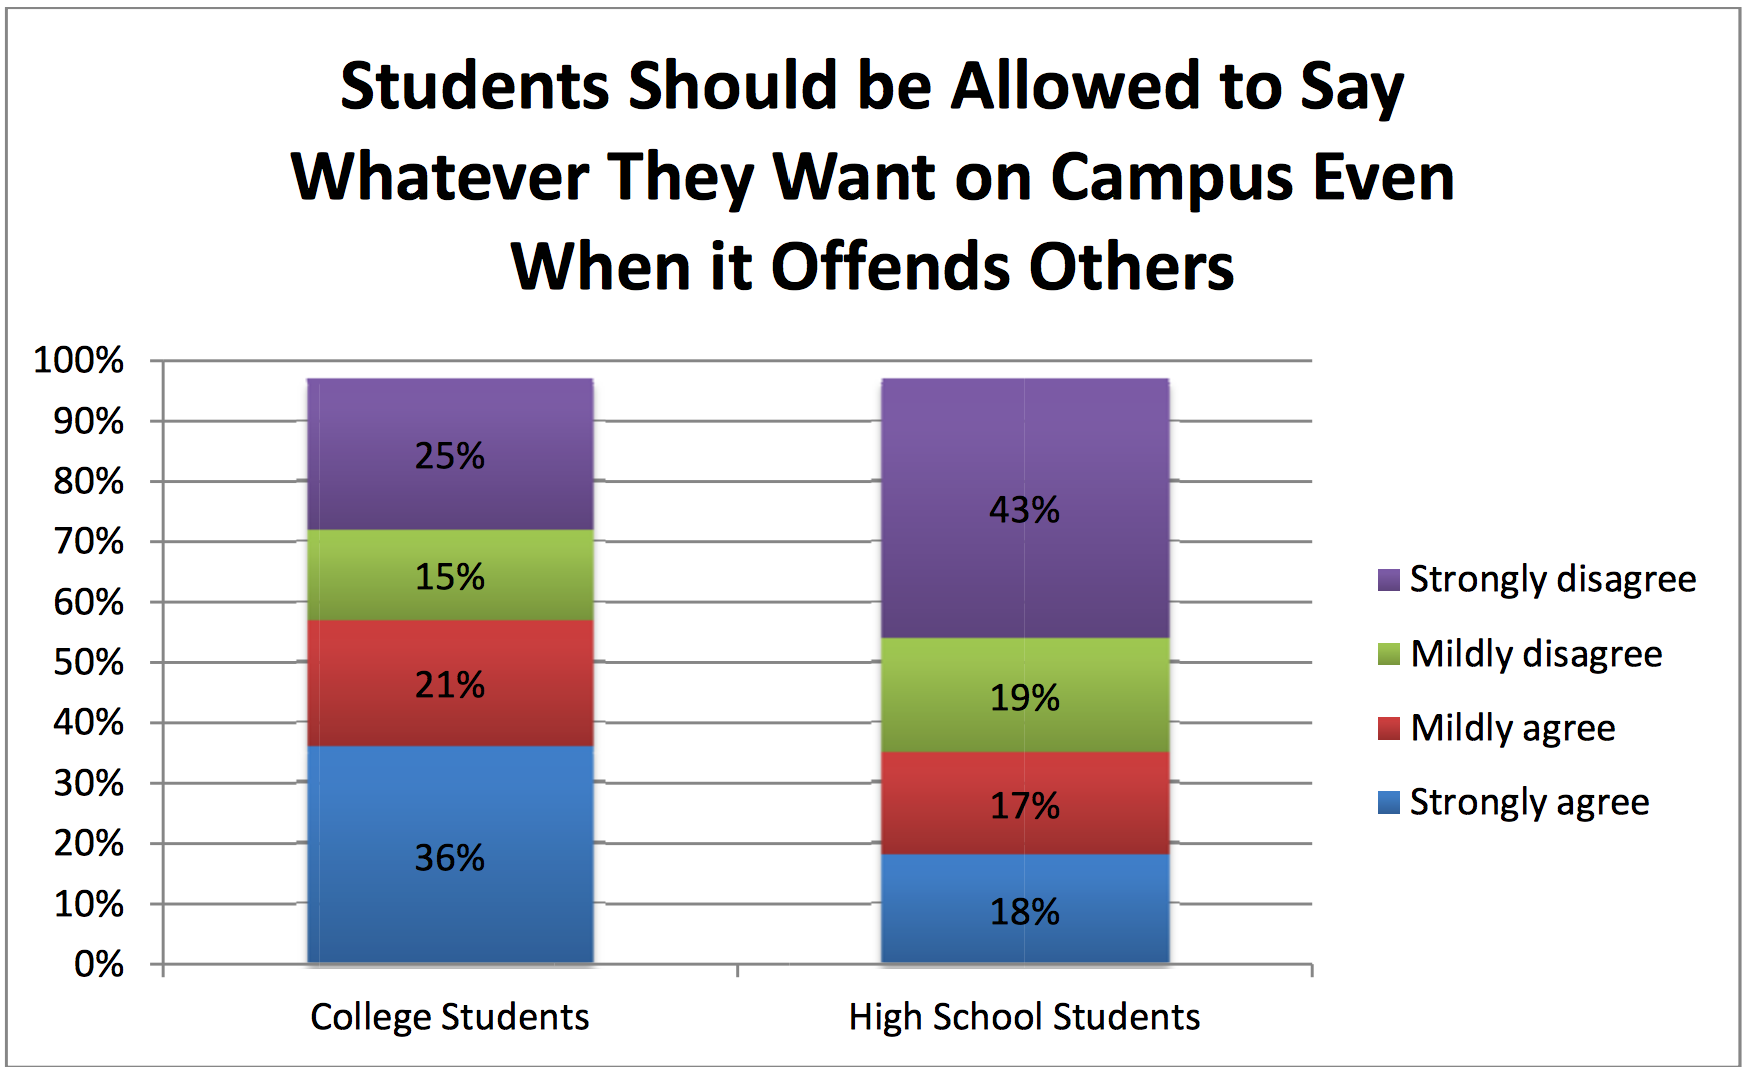 Students Should be Allowed to Say
Whatever They Want on Campus Even
When it Offends Others
100%
90%
80%
70%
60%
50%
40%
30%
20%
10%
0%
25%
15%
21%
36%
43%
19%
17%
18%
College Students
High School Students
Strongly disagree
Mildly disagree
Mildly agree
Strongly agree